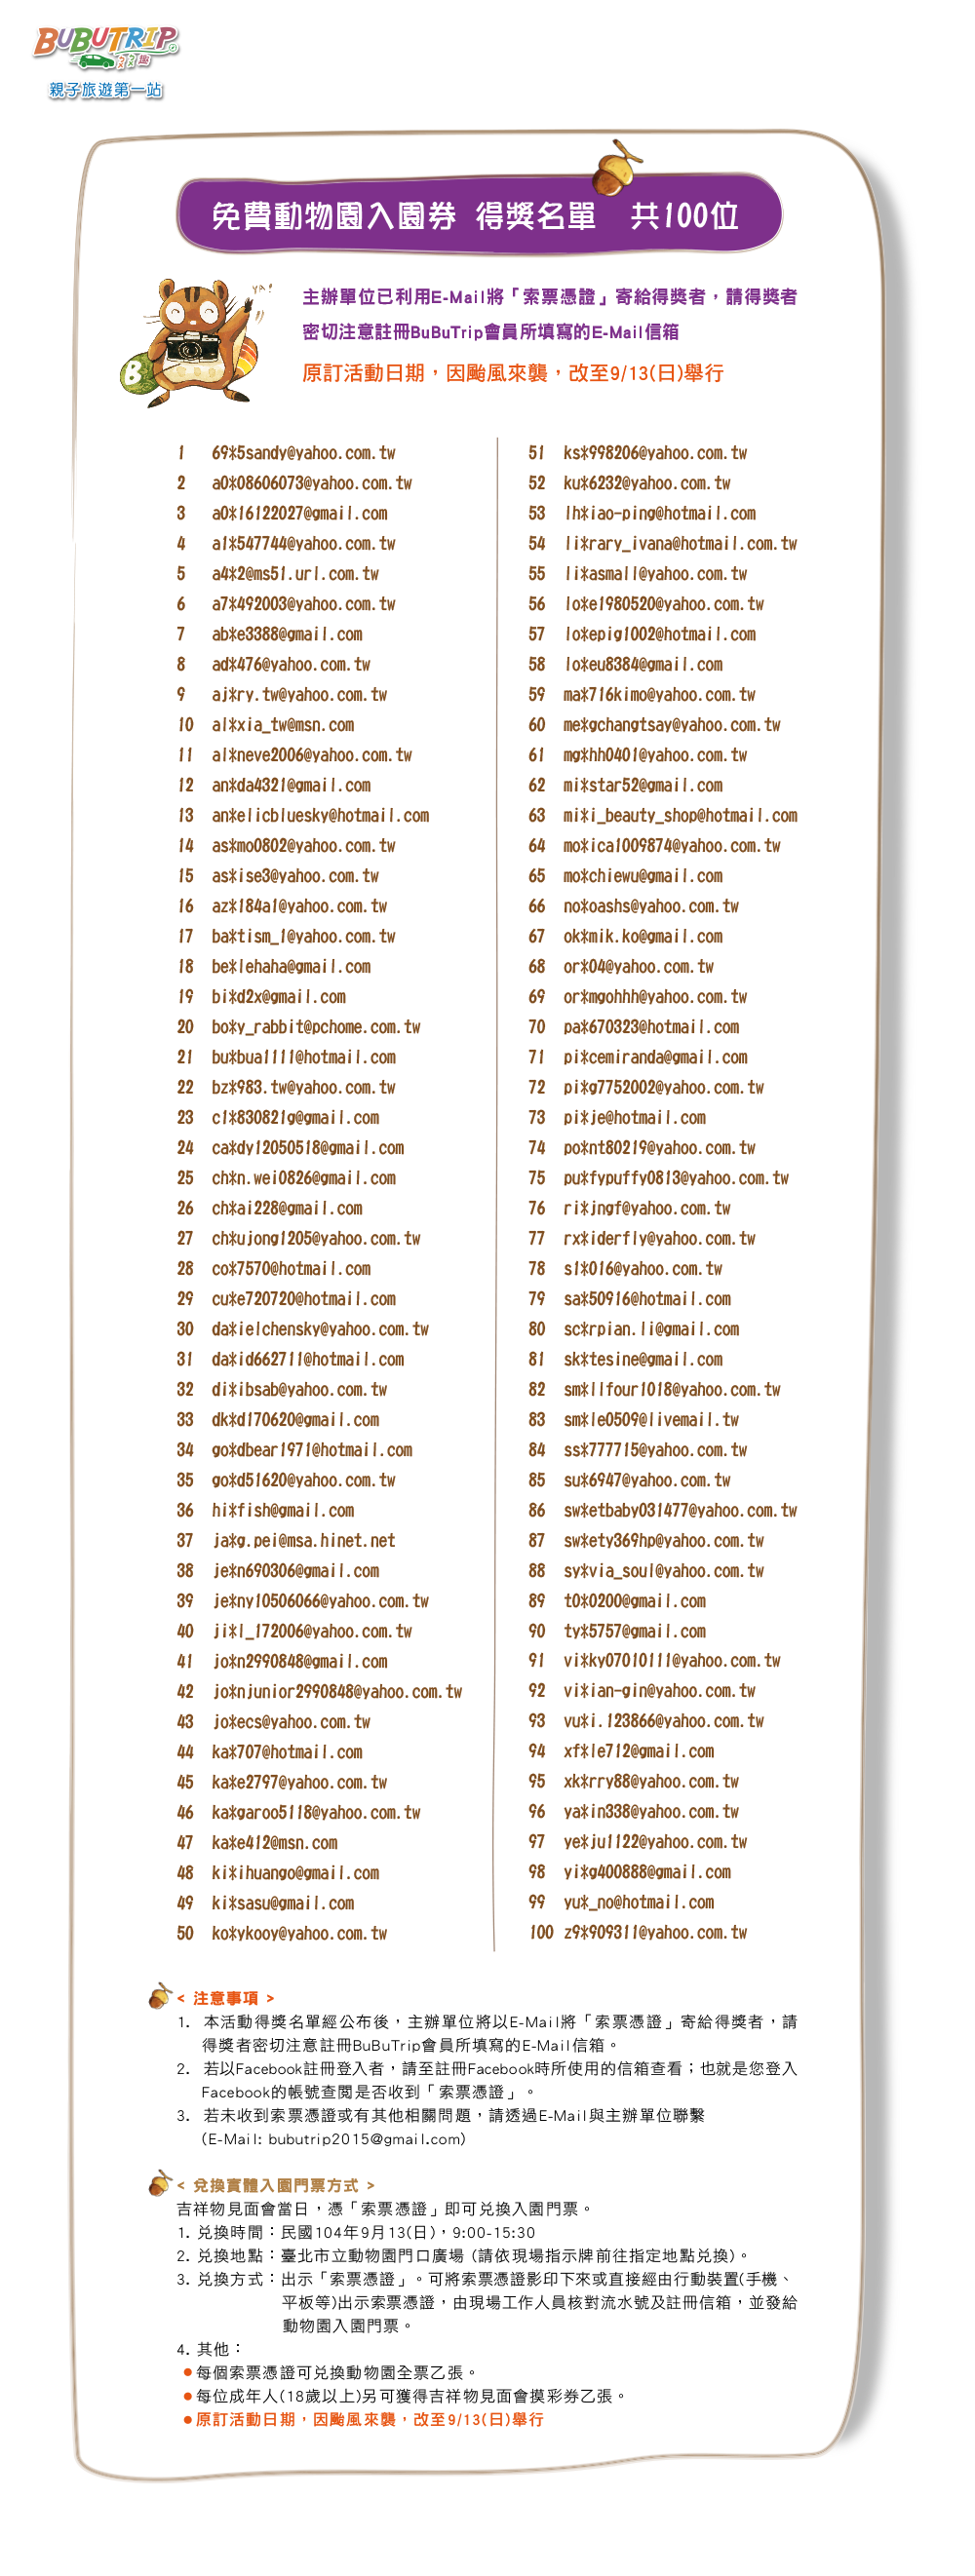 BUBUTRIP
親子旅遊第一站
免費動物園入園券 得獎名單 共100位
ya!
主辦單位已利用E-Mail將「索票憑證」寄給得獎者，請得獎者
密切注意註冊BuBuTrip會員所填寫的E-Mail信箱
原訂活動日期，因颱風來襲，改至9/13(日)舉行
B
1 69*5sandy@yahoo.com.tw
2 a0*08606073@yahoo.com.tw
3 a0*16122027@gmail.com
4 a1*547744@yahoo.com.tw
5 a4*2@ms51.url.com.tw
6 a7*492003@yahoo.com.tw
7 ab*e3388@gmail.com
8 ad*476@yahoo.com.tw
9 aj*ry.tw@yahoo.com.tw
10 al*xia_tw@msn.com
11 al*neve2006@yahoo.com.tw
12 an*da4321@gmail.com
13 an*elicbluesky@hotmail.com
14 as*mo0802@yahoo.com.tw
15 as*ise3@yahoo.com.tw
16 az*184a1@yahoo.com.tw
17 ba*tism_1@yahoo.com.tw
18 be*lehaha@gmail.com
19 bi*d2x@gmail.com
20 bo*y_rabbit@pchome.com.tw
21 bu*bua1111@hotmail.com
22 bz*983.tw@yahoo.com.tw
23 c1*830821g@gmail.com
24 ca*dy12050518@gmail.com
25 ch*n.wei0826@gmail.com
26 ch*ai228@gmail.com
27 ch*ujong1205@yahoo.com.tw
28 co*7570@hotmail.com
29 cu*e720720@hotmail.com
30 da*ielchensky@yahoo.com.tw
31 da*id662711@hotmail.com
32 di*ibsab@yahoo.com.tw
33 dk*d170620@gmail.com
34 go*dbear1971@hotmail.com
35 go*d51620@yahoo.com.tw
36 hi*fish@gmail.com
37 ja*g.pei@msa.hinet.net
38 je*n690306@gmail.com
39 je*ny10506066@yahoo.com.tw
40 ji*l_172006@yahoo.com.tw
41 jo*n2990848@gmail.com
42 jo*njunior2990848@yahoo.com.tw
43 jo*ecs@yahoo.com.tw
44 ka*707@hotmail.com
45 ka*e2797@yahoo.com.tw
46 ka*garoo5118@yahoo.com.tw
47 ka*e412@msn.com
48 ki*ihuango@gmail.com
49 ki*sasu@gmail.com
50 ko*ykooy@yahoo.com.tw
51 ks*998206@yahoo.com.tw
52 ku*6232@yahoo.com.tw
53 lh*iao-ping@hotmail.com
54 li*rary_ivana@hotmail.com.tw
55 li*asmall@yahoo.com.tw
56 lo*e1980520@yahoo.com.tw
57 lo*epig1002@hotmail.com
58 lo*eu8384@gmail.com
59 ma*716kimo@yahoo.com.tw
60 me*gchangtsay@yahoo.com.tw
61 mg*hh0401@yahoo.com.tw
62 mi*star52@gmail.com
63 mi*i_beauty_shop@hotmail.com
64 mo*ica1009874@yahoo.com.tw
65 mo*chiewu@gmail.com
66 no*oashs@yahoo.com.tw
67 ok*mik.ko@gmail.com
68 or*04@yahoo.com.tw
69 or*mgohhh@yahoo.com.tw
70 pa*670323@hotmail.com
71 pi*cemiranda@gmail.com
72 pi*g7752002@yahoo.com.tw
73 pi*je@hotmail.com
74 po*nt80219@yahoo.com.tw
75 pu*fypuffy0813@yahoo.com.tw
76 ri*jngf@yahoo.com.tw
77 rx*iderfly@yahoo.com.tw
78 s1*016@yahoo.com.tw
79 sa*50916@hotmail.com
80 sc*rpian.li@gmail.com
81 sk*tesine@gmail.com
82 sm*llfour1018@yahoo.com.tw
83 sm*le0509@livemail.tw
84 ss*777715@yahoo.com.tw
85 su*6947@yahoo.com.tw
86 sw*etbaby031477@yahoo.com.tw
87 sw*ety369hp@yahoo.com.tw
88 sy*via_soul@yahoo.com.tw
89 t0*0200@gmail.com
90 ty*5757@gmail.com
91 vi*ky07010111@yahoo.com.tw
92 vi*ian-gin@yahoo.com.tw
93 vu*i.123866@yahoo.com.tw
94 xf*le712@gmail.com
95 xk*rry88@yahoo.com.tw
96 ya*in338@yahoo.com.tw
97 ye*ju1122@yahoo.com.tw
98 yi*g400888@gmail.com
99 yu*_no@hotmail.com
100 z9*909311@yahoo.com.tw
< 注意事項 >
1. 本活動得獎名單經公布後，主辦單位將以E-Mail將「索票憑證」寄給得獎者，請
得獎者密切注意註冊BuBuTrip會員所填寫的E-Mail信箱。
2. 若以Facebook註冊登入者，請至註冊Facebook時所使用的信箱查看；也就是您登入
Facebook的帳號查閱是否收到「索票憑證」。
3. 若未收到索票憑證或有其他相關問題，請透過E-Mail與主辦單位聯繫
(E-Mail: bubutrip2015@gmail.com)
< 兌換實體入園門票方式 >
吉祥物見面會當日，憑「索票憑證」即可兌換入園門票。
1. 兌換時間：民國104年9月13(日)，9:00-15:30
2. 兌換地點：臺北市立動物園門口廣場 (請依現場指示牌前往指定地點兌換)。
3. 兌換方式：出示「索票憑證」。可將索票憑證影印下來或直接經由行動裝置(手機、
平板等)出示索票憑證，由現場工作人員核對流水號及註冊信箱，並發給
動物園入園門票。
4. 其他：
●每個索票憑證可兌換動物園全票乙張。
●每位成年人(18歲以上)另可獲得吉祥物見面會摸彩券乙張。
●原訂活動日期，因颱風來襲，改至9/13(日)舉行